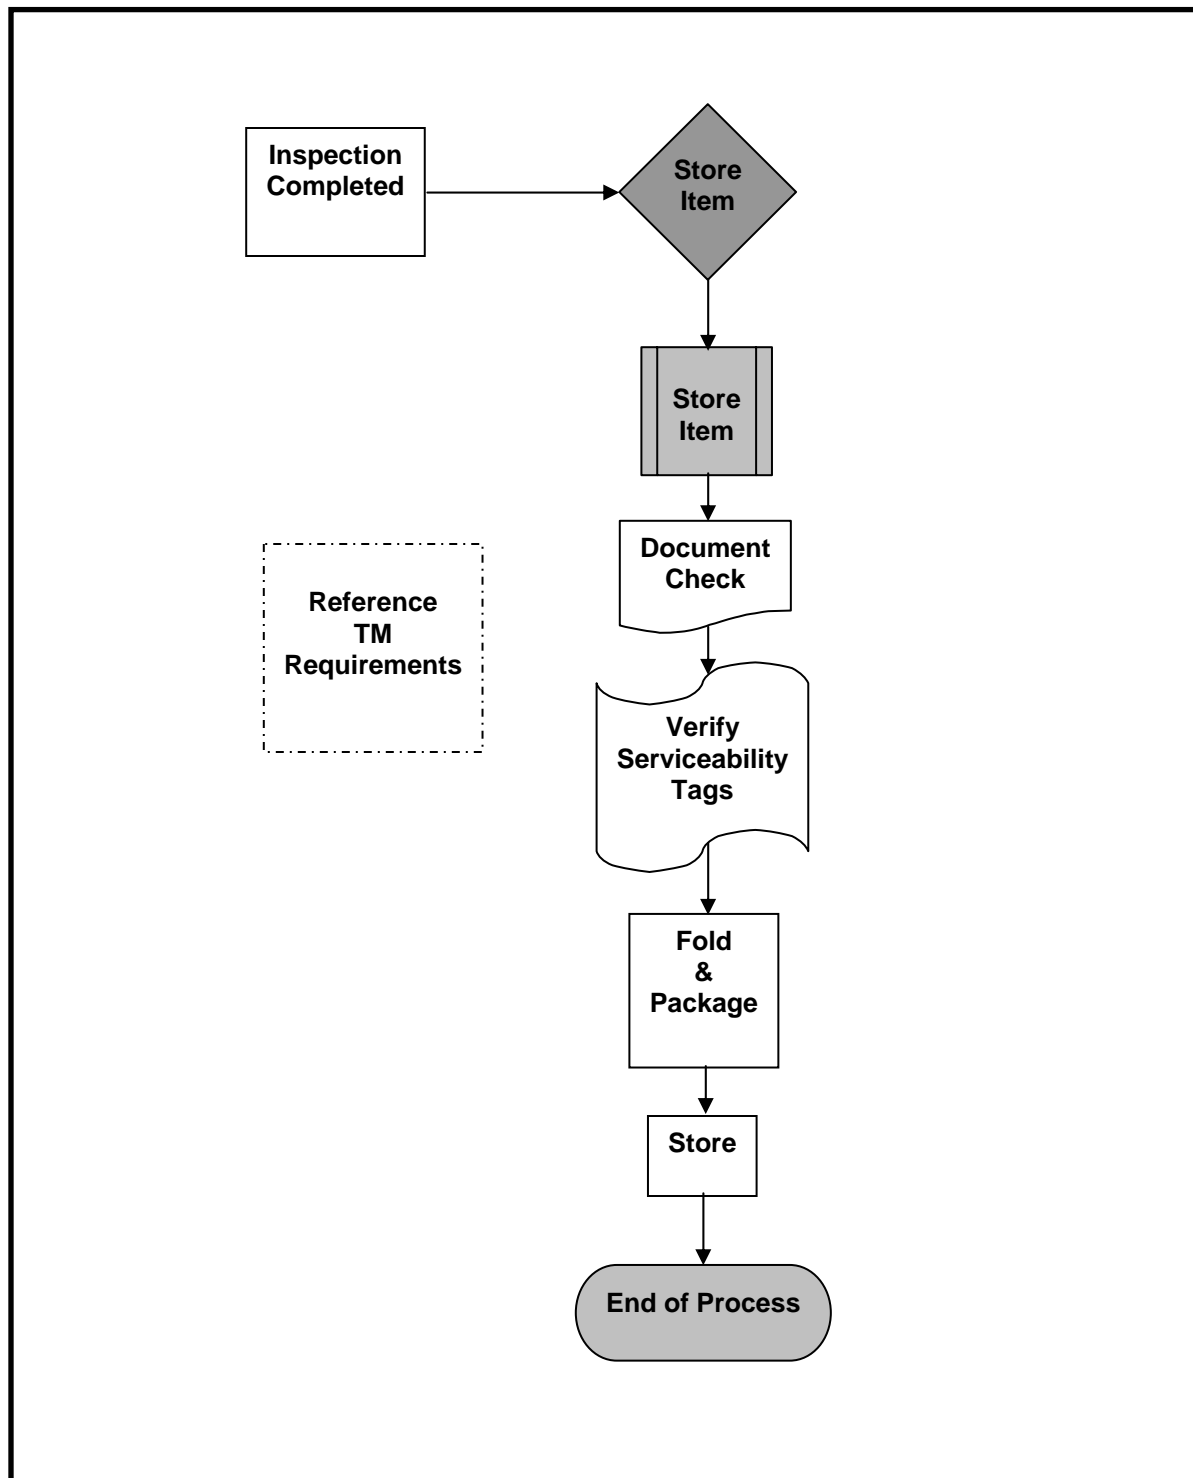 Inspection
Completed
Store
Item
Store
Item
Document
Check
Reference
TM
Requirements
Verify
Serviceability
Tags
Fold
&
Package
Store
End of Process